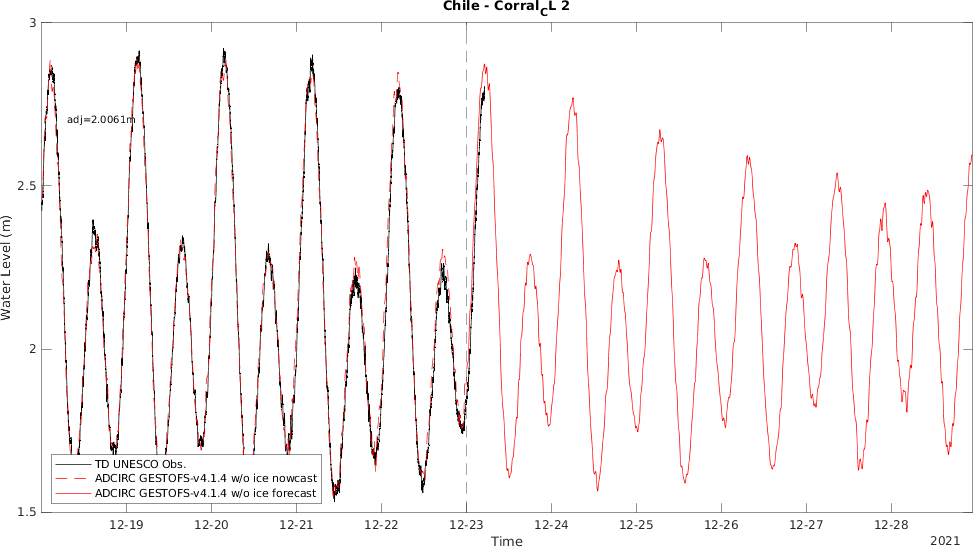 Chile - Corral_CL 2
3
adj=2.0061m
2.5
Water Level (m)
2
TD UNESCO Obs.
ADCIRC GESTOFS-v4.1.4 w/o ice nowcast
ADCIRC GESTOFS-v4.1.4 w/o ice forecast
1.5
12-19 12-20 12-21 12-22 12-23 12-24 12-25 12-26 12-27 12-28
Time
2021